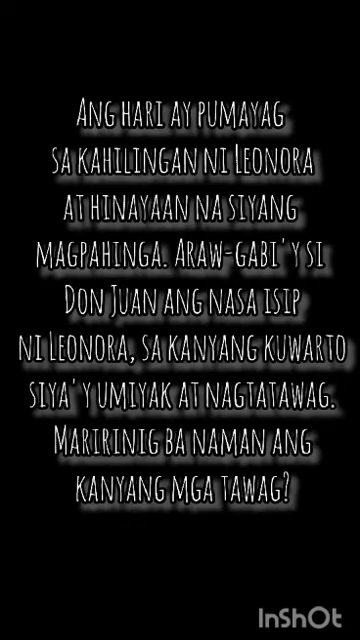 Ang hari ay pumayag
sa kahilingan ni Leonora
at hinayaan na siyang
magpahinga. Araw-gabi'y si
Don Juan ang nasa isip
ni Leonora, sa kanyang kuwarto
siya'y umiyak at nagtatawag.
Maririnig ba naman ang
kanyang mga tawag?
InShOt